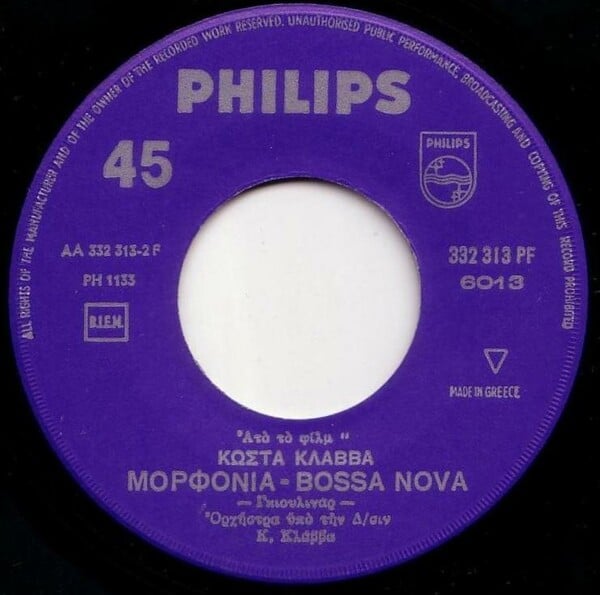 ALL RIGHTS OF THE MANUFACTURER AND OF THE OWNER OF THE RECORDED WORK RESERVED. UNAUTHORISED PUBLIC PERFORMANCE, BROADCASTING AND COPYING OF THIS RECORD PROHIBITED
PHILIPS
45
PHILIPS
AA 332 313-2 F
332 313 PF
PH 1133
6013
B.I.E.M.
MADE IN GREECE
Ἀπὸ τὸ φίλμ "
ΚΩΣΤΑ ΚΛΑΒΒΑ
ΜΟΡΦΟΝΙΑ - BOSSA NOVA
— Γκιουλινάρ —
Ὀρχήστρα ὑπὸ τὴν Δ/σιν
Κ. Κλάββα